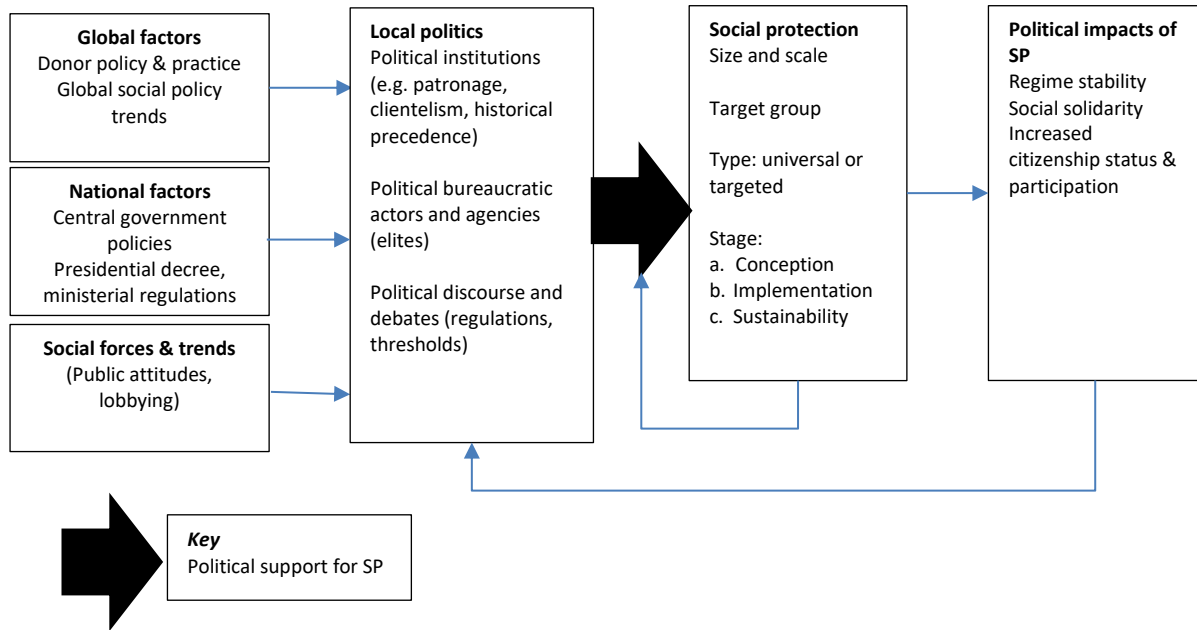 Global factors
Donor policy & practice
Global social policy
trends
National factors
Central government
policies
Presidential decree,
ministerial regulations
Social forces & trends
(Public attitudes,
lobbying)
Local politics
Political institutions
(e.g. patronage,
clientelism, historical
precedence)
Political bureaucratic
actors and agencies
(elites)
Political discourse and
debates (regulations,
thresholds)
Social protection
Size and scale
Target group
Type: universal or
targeted
Stage:
a. Conception
b. Implementation
c. Sustainability
Political impacts of
SP
Regime stability
Social solidarity
Increased
citizenship status &
participation
Key
Political support for SP